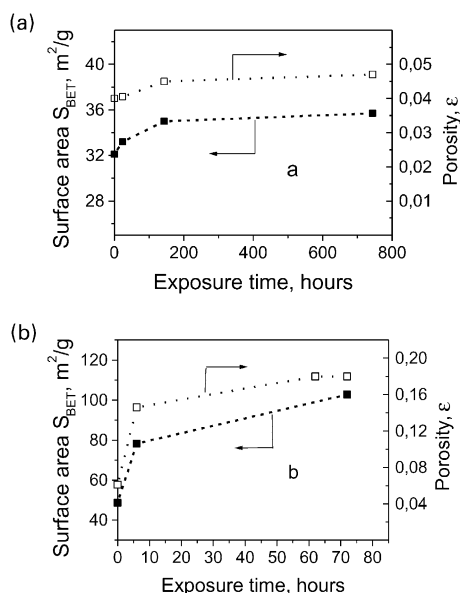 (a)
Surface area S_BET, m²/g
40
36
32
28
0,05
0,04
0,03
0,02
0,01
Porosity, ε
a
0 200 400 600 800
Exposure time, hours
(b)
Surface area S_BET, m²/g
120
100
80
60
40
0,20
0,16
0,12
0,08
0,04
Porosity, ε
b
0 10 20 30 40 50 60 70 80
Exposure time, hours